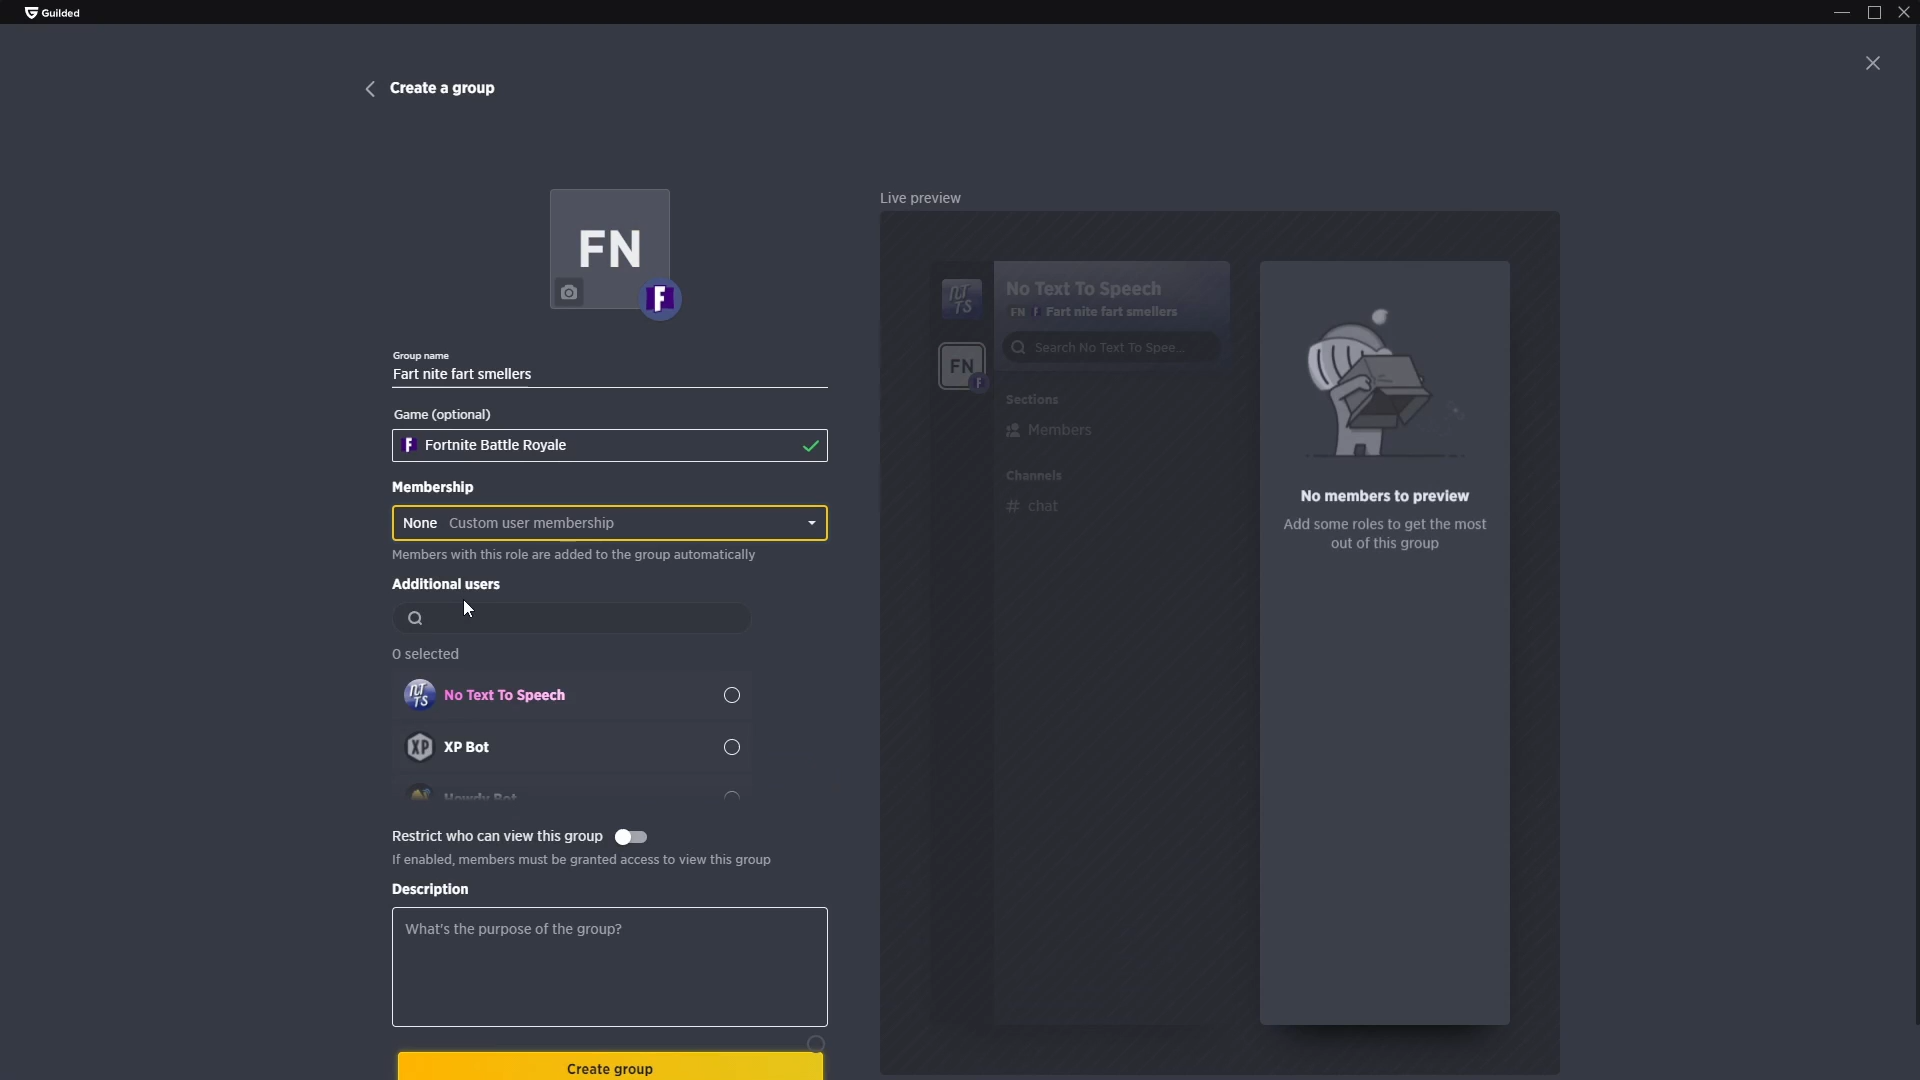 Guilded
Create a group
FN
F
Group name
Fart nite fart smellers
Game (optional)
F Fortnite Battle Royale
Membership
None Custom user membership
Members with this role are added to the group automatically
Additional users
0 selected
NTTS No Text To Speech
XP XP Bot
Howdy Bot
Restrict who can view this group
If enabled, members must be granted access to view this group
Description
What's the purpose of the group?
Create group
Live preview
NTTS
No Text To Speech
FN F Fart nite fart smellers
Search No Text To Spee...
FN
F
Sections
Members
Channels
# chat
No members to preview
Add some roles to get the most
out of this group